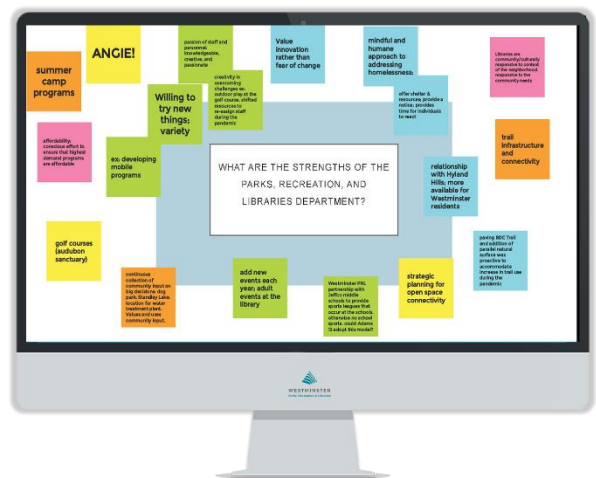 ANGIE!
summer
camp
programs
passion of staff and
personnel;
knowledgeable,
creative, and
passionate
Value
innovation
rather than
fear of change
mindful and
humane
approach to
addressing
homelessness;
Libraries are
community/culturally
responsive to context
of the neighborhood;
responsive to the
community needs
Willing to
try new
things;
variety
creativity in
overcoming
challenges ex:
outdoor play at the
golf course, shifted
resources to
re-assign staff
during the
pandemic
offer shelter &
resources; provide a
notice; provides
time for individuals
to react
affordability;
conscious effort to
ensure that highest
demand programs
are affordable
ex: developing
mobile
programs
trail
infrastructure
and
connectivity
WHAT ARE THE STRENGTHS OF THE
PARKS, RECREATION, AND
LIBRARIES DEPARTMENT?
relationship
with Hyland
Hills; more
available for
Westminster
residents
golf courses
(audubon
sanctuary)
paving BDC Trail
and addition of
parallel natural
surface was
proactive to
accommodate
increase in trail use
during the
pandemic
continuous
collection of
community input on
big decisions: dog
park; Standley Lake;
location for water
treatment plant.
Values and uses
community input.
add new
events each
year; adult
events at the
library
Westminster PRL
partnership with
Jeffco middle
schools to provide
sports leagues that
occur at the schools,
otherwise no school
sports. could Adams
12 adopt this model?
strategic
planning for
open space
connectivity
WESTMINSTER